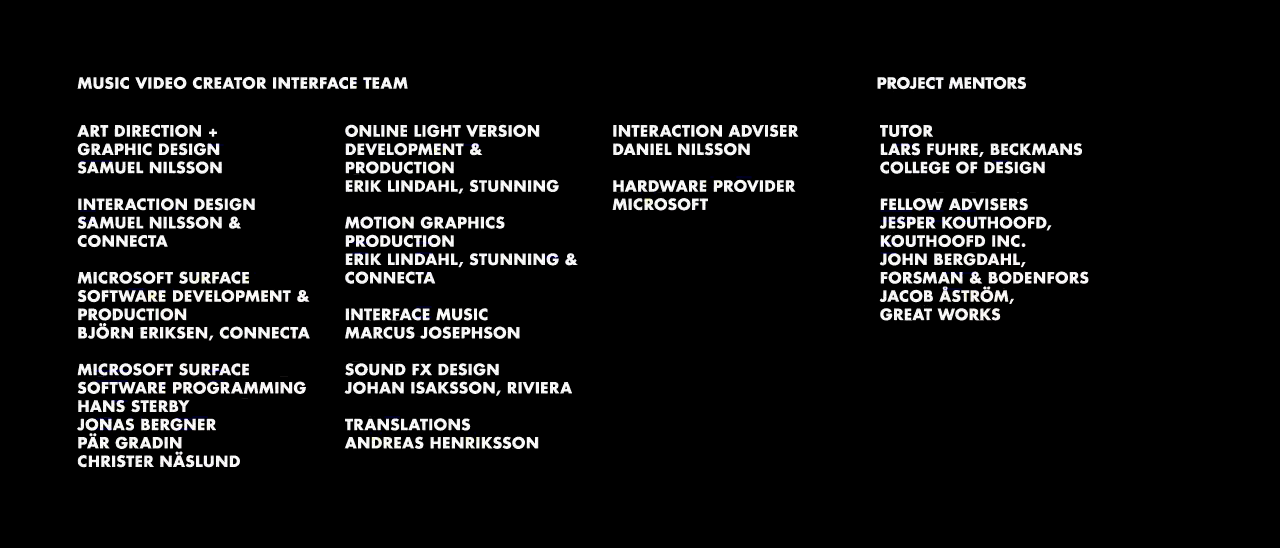 MUSIC VIDEO CREATOR INTERFACE TEAM
ART DIRECTION +
GRAPHIC DESIGN
SAMUEL NILSSON
INTERACTION DESIGN
SAMUEL NILSSON &
CONNECTA
MICROSOFT SURFACE
SOFTWARE DEVELOPMENT &
PRODUCTION
BJÖRN ERIKSEN, CONNECTA
MICROSOFT SURFACE
SOFTWARE PROGRAMMING
HANS STERBY
JONAS BERGNER
PÄR GRADIN
CHRISTER NÄSLUND
ONLINE LIGHT VERSION
DEVELOPMENT &
PRODUCTION
ERIK LINDAHL, STUNNING
MOTION GRAPHICS
PRODUCTION
ERIK LINDAHL, STUNNING &
CONNECTA
INTERFACE MUSIC
MARCUS JOSEPHSON
SOUND FX DESIGN
JOHAN ISAKSSON, RIVIERA
TRANSLATIONS
ANDREAS HENRIKSSON
INTERACTION ADVISER
DANIEL NILSSON
HARDWARE PROVIDER
MICROSOFT
PROJECT MENTORS
TUTOR
LARS FUHRE, BECKMANS
COLLEGE OF DESIGN
FELLOW ADVISERS
JESPER KOUTHOOFD,
KOUTHOOFD INC.
JOHN BERGDAHL,
FORSMAN & BODENFORS
JACOB ÅSTRÖM,
GREAT WORKS